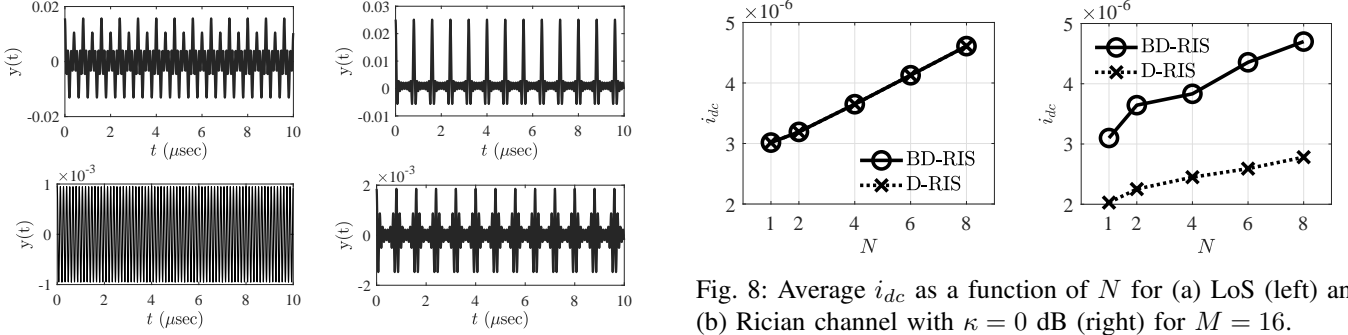 0.02
0
-0.02
y(t)
0 2 4 6 8 10
t (μsec)
0.03
0.02
0.01
0
-0.01
y(t)
0 2 4 6 8 10
t (μsec)
×10⁻³
1
0
-1
y(t)
0 2 4 6 8 10
t (μsec)
×10⁻³
2
0
-2
y(t)
0 2 4 6 8 10
t (μsec)
×10⁻⁶
5
4
3
2
i_dc
BD-RIS
D-RIS
1 2 4 6 8
N
×10⁻⁶
5
4
3
2
i_dc
BD-RIS
D-RIS
1 2 4 6 8
N
Fig. 8: Average i_dc as a function of N for (a) LoS (left) an
(b) Rician channel with κ = 0 dB (right) for M = 16.